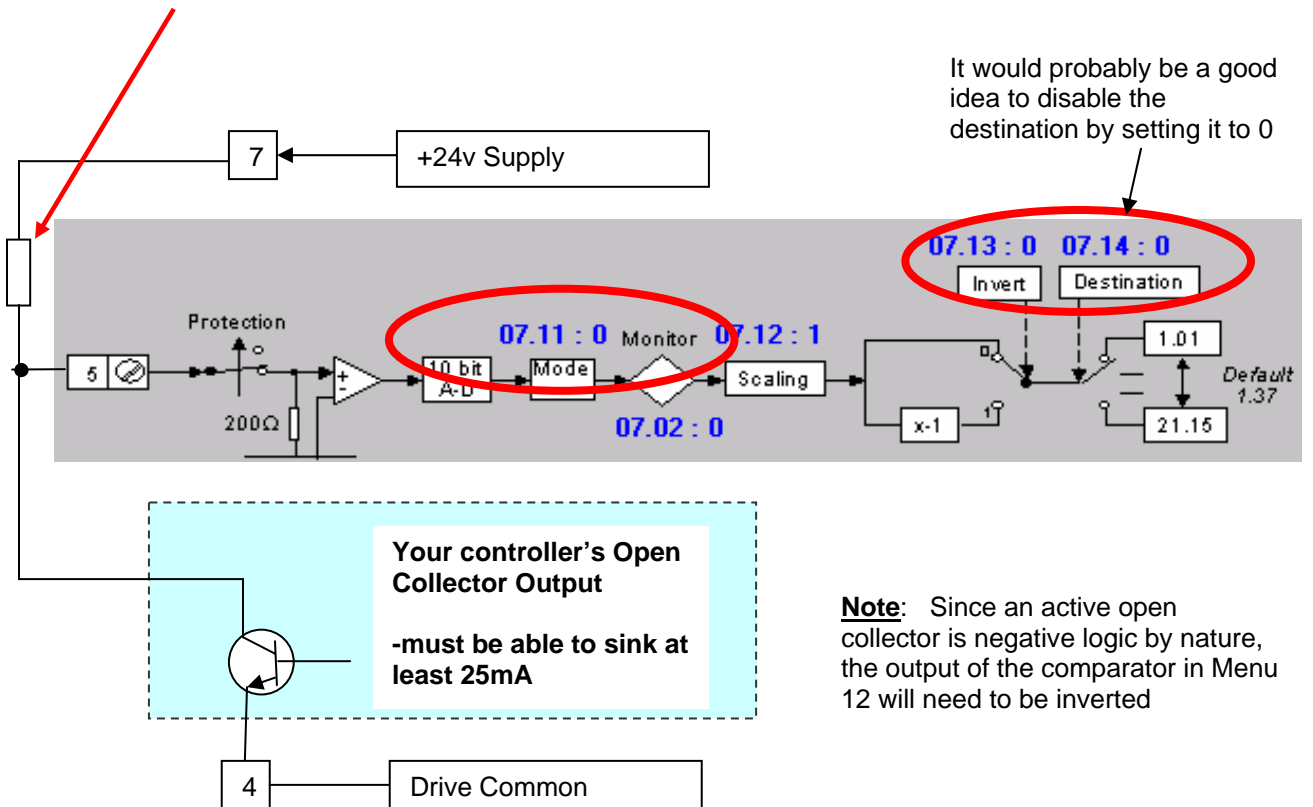 It would probably be a good
idea to disable the
destination by setting it to 0
7
+24v Supply
07.13 : 0 07.14 : 0
Invert
Destination
Protection
07.11 : 0
Monitor
07.12 : 1
1.01
5
+
-
10 bit
A-D
Mode
Scaling
0
Default
1.37
200Ω
07.02 : 0
x-1
1
21.15
Your controller's Open
Collector Output
-must be able to sink at
least 25mA
Note: Since an active open
collector is negative logic by nature,
the output of the comparator in Menu
12 will need to be inverted
4
Drive Common